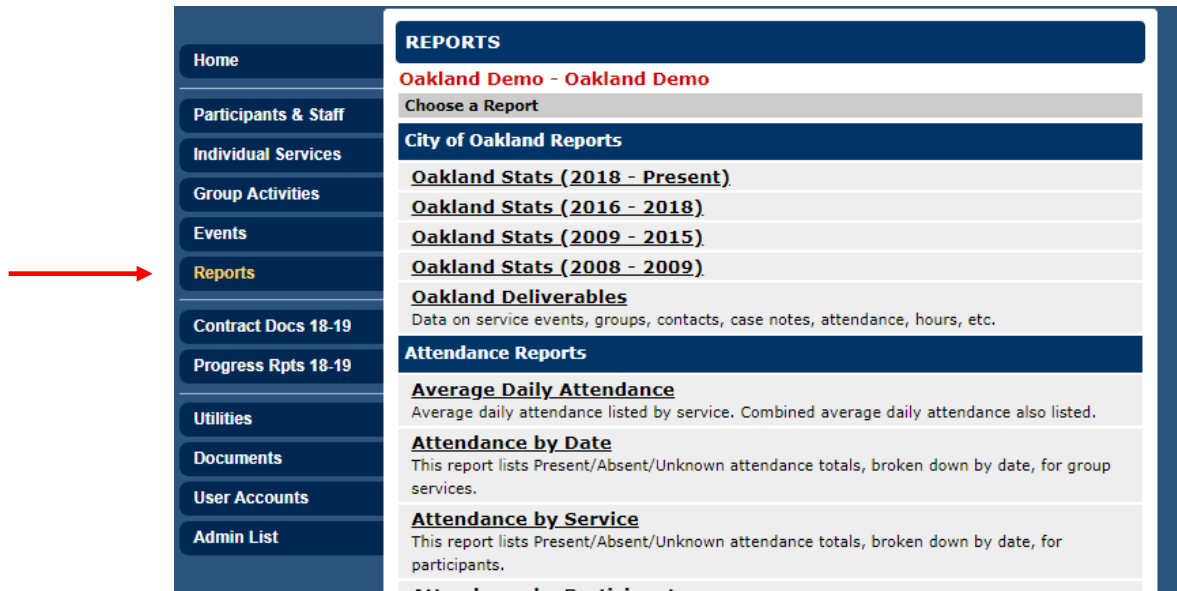 Home
Participants & Staff
Individual Services
Group Activities
Events
Reports
Contract Docs 18-19
Progress Rpts 18-19
Utilities
Documents
User Accounts
Admin List
REPORTS
Oakland Demo - Oakland Demo
Choose a Report
City of Oakland Reports
Oakland Stats (2018 - Present)
Oakland Stats (2016 - 2018)
Oakland Stats (2009 - 2015)
Oakland Stats (2008 - 2009)
Oakland Deliverables
Data on service events, groups, contacts, case notes, attendance, hours, etc.
Attendance Reports
Average Daily Attendance
Average daily attendance listed by service. Combined average daily attendance also listed.
Attendance by Date
This report lists Present/Absent/Unknown attendance totals, broken down by date, for group
services.
Attendance by Service
This report lists Present/Absent/Unknown attendance totals, broken down by date, for
participants.